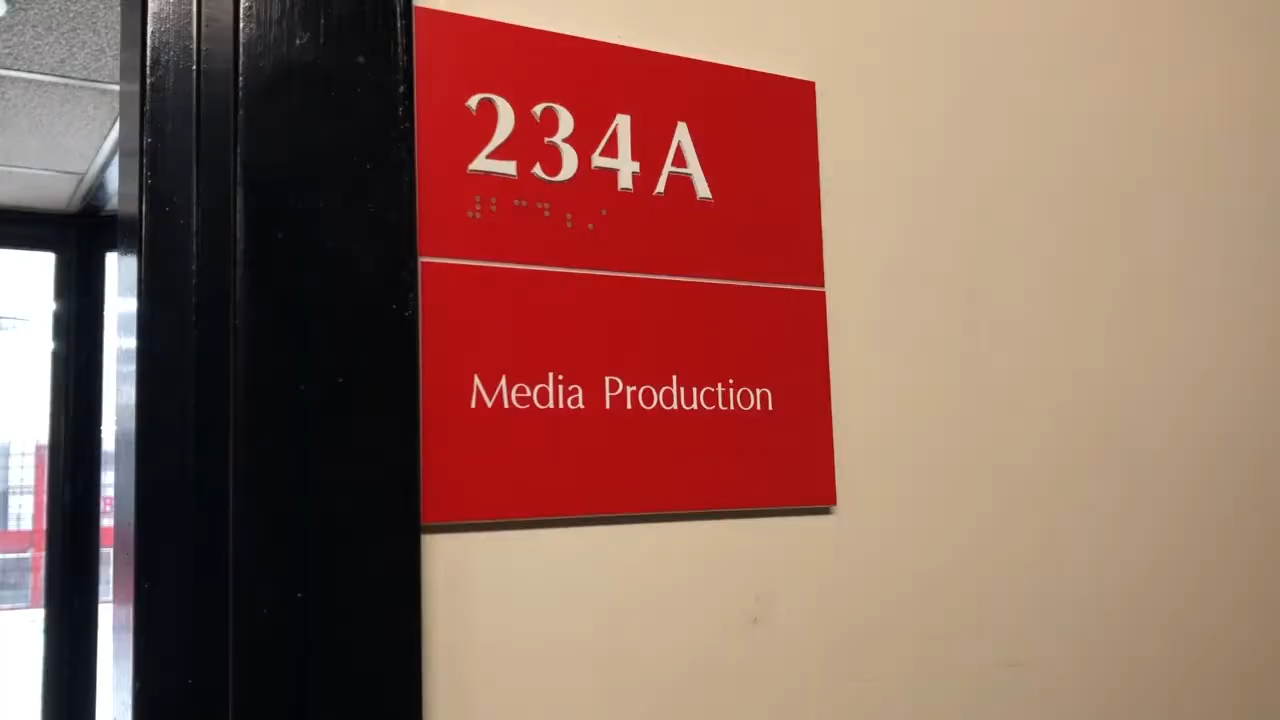 234A
⠼⠃⠉⠙⠰⠁
Media Production